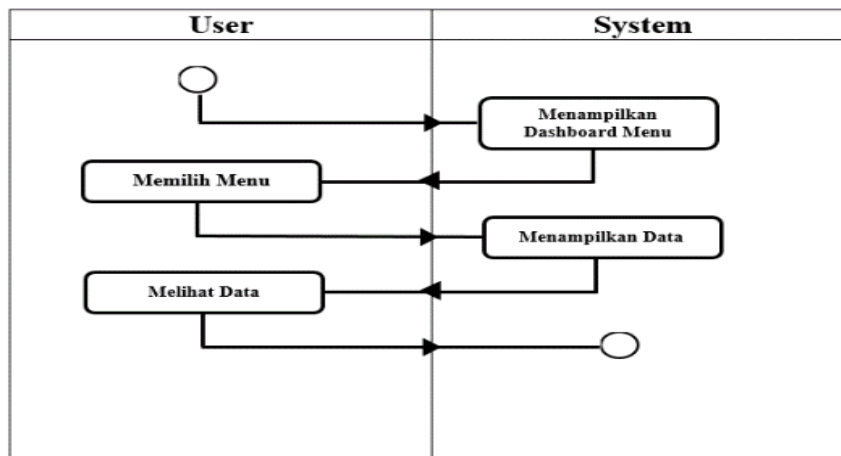 User
System
Menampilkan
Dashboard Menu
Memilih Menu
Menampilkan Data
Melihat Data